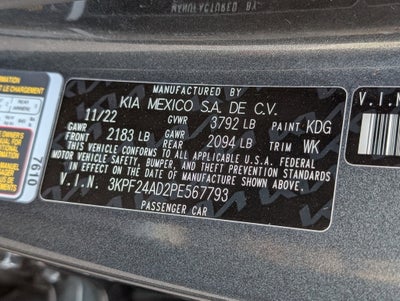 MANUFACTURED BY
KIA MEXICO S.A. DE C.V.
11/22 GVWR 3792 LB PAINT KDG
GAWR GAWR
FRONT 2183 LB REAR 2094 LB TRIM WK
THIS VEHICLE CONFORMS TO ALL APPLICABLE U.S. FEDERAL
MOTOR VEHICLE SAFETY, BUMPER, AND THEFT PREVENTION
STANDARDS IN EFFECT ON THE DATE OF MANUFACTURE SHOWN ABOVE.
V.I.N. 3KPF24AD2PE567793
PASSENGER CAR
7610
V.I.N